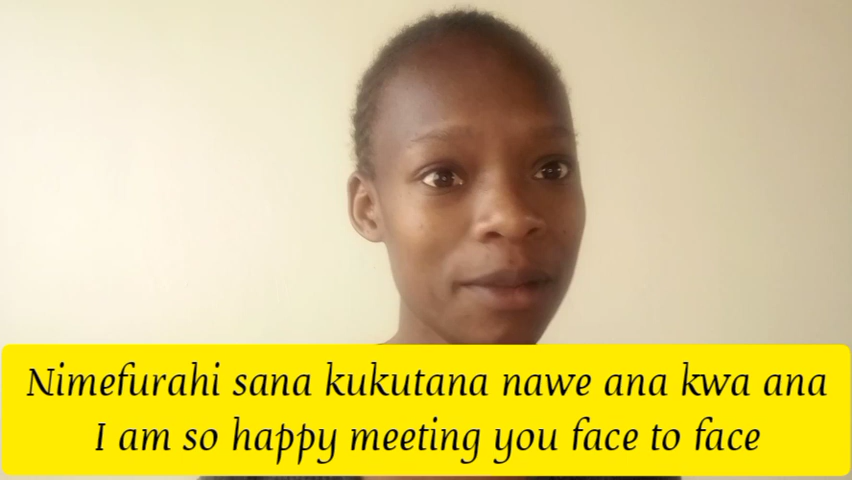 Nimefurahi sana kukutana nawe ana kwa ana
I am so happy meeting you face to face